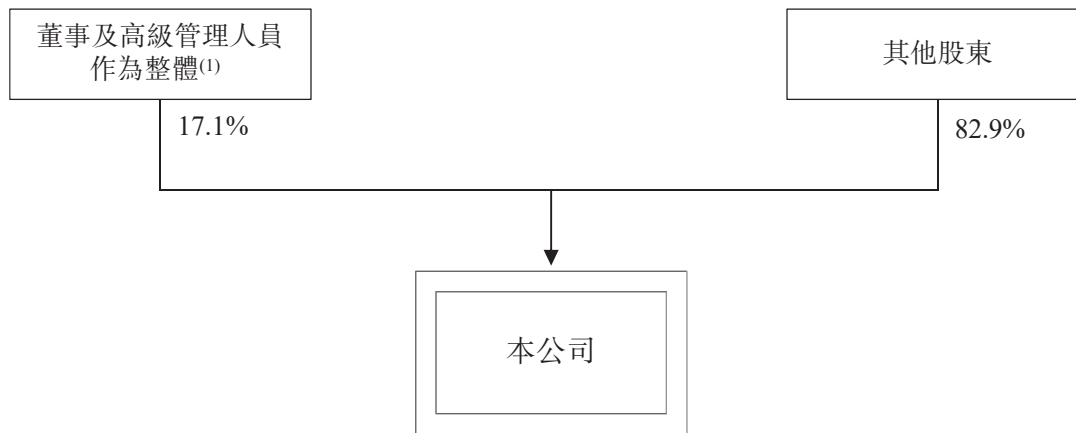 董事及高級管理人員
作為整體(1)
其他股東
17.1%
82.9%
本公司